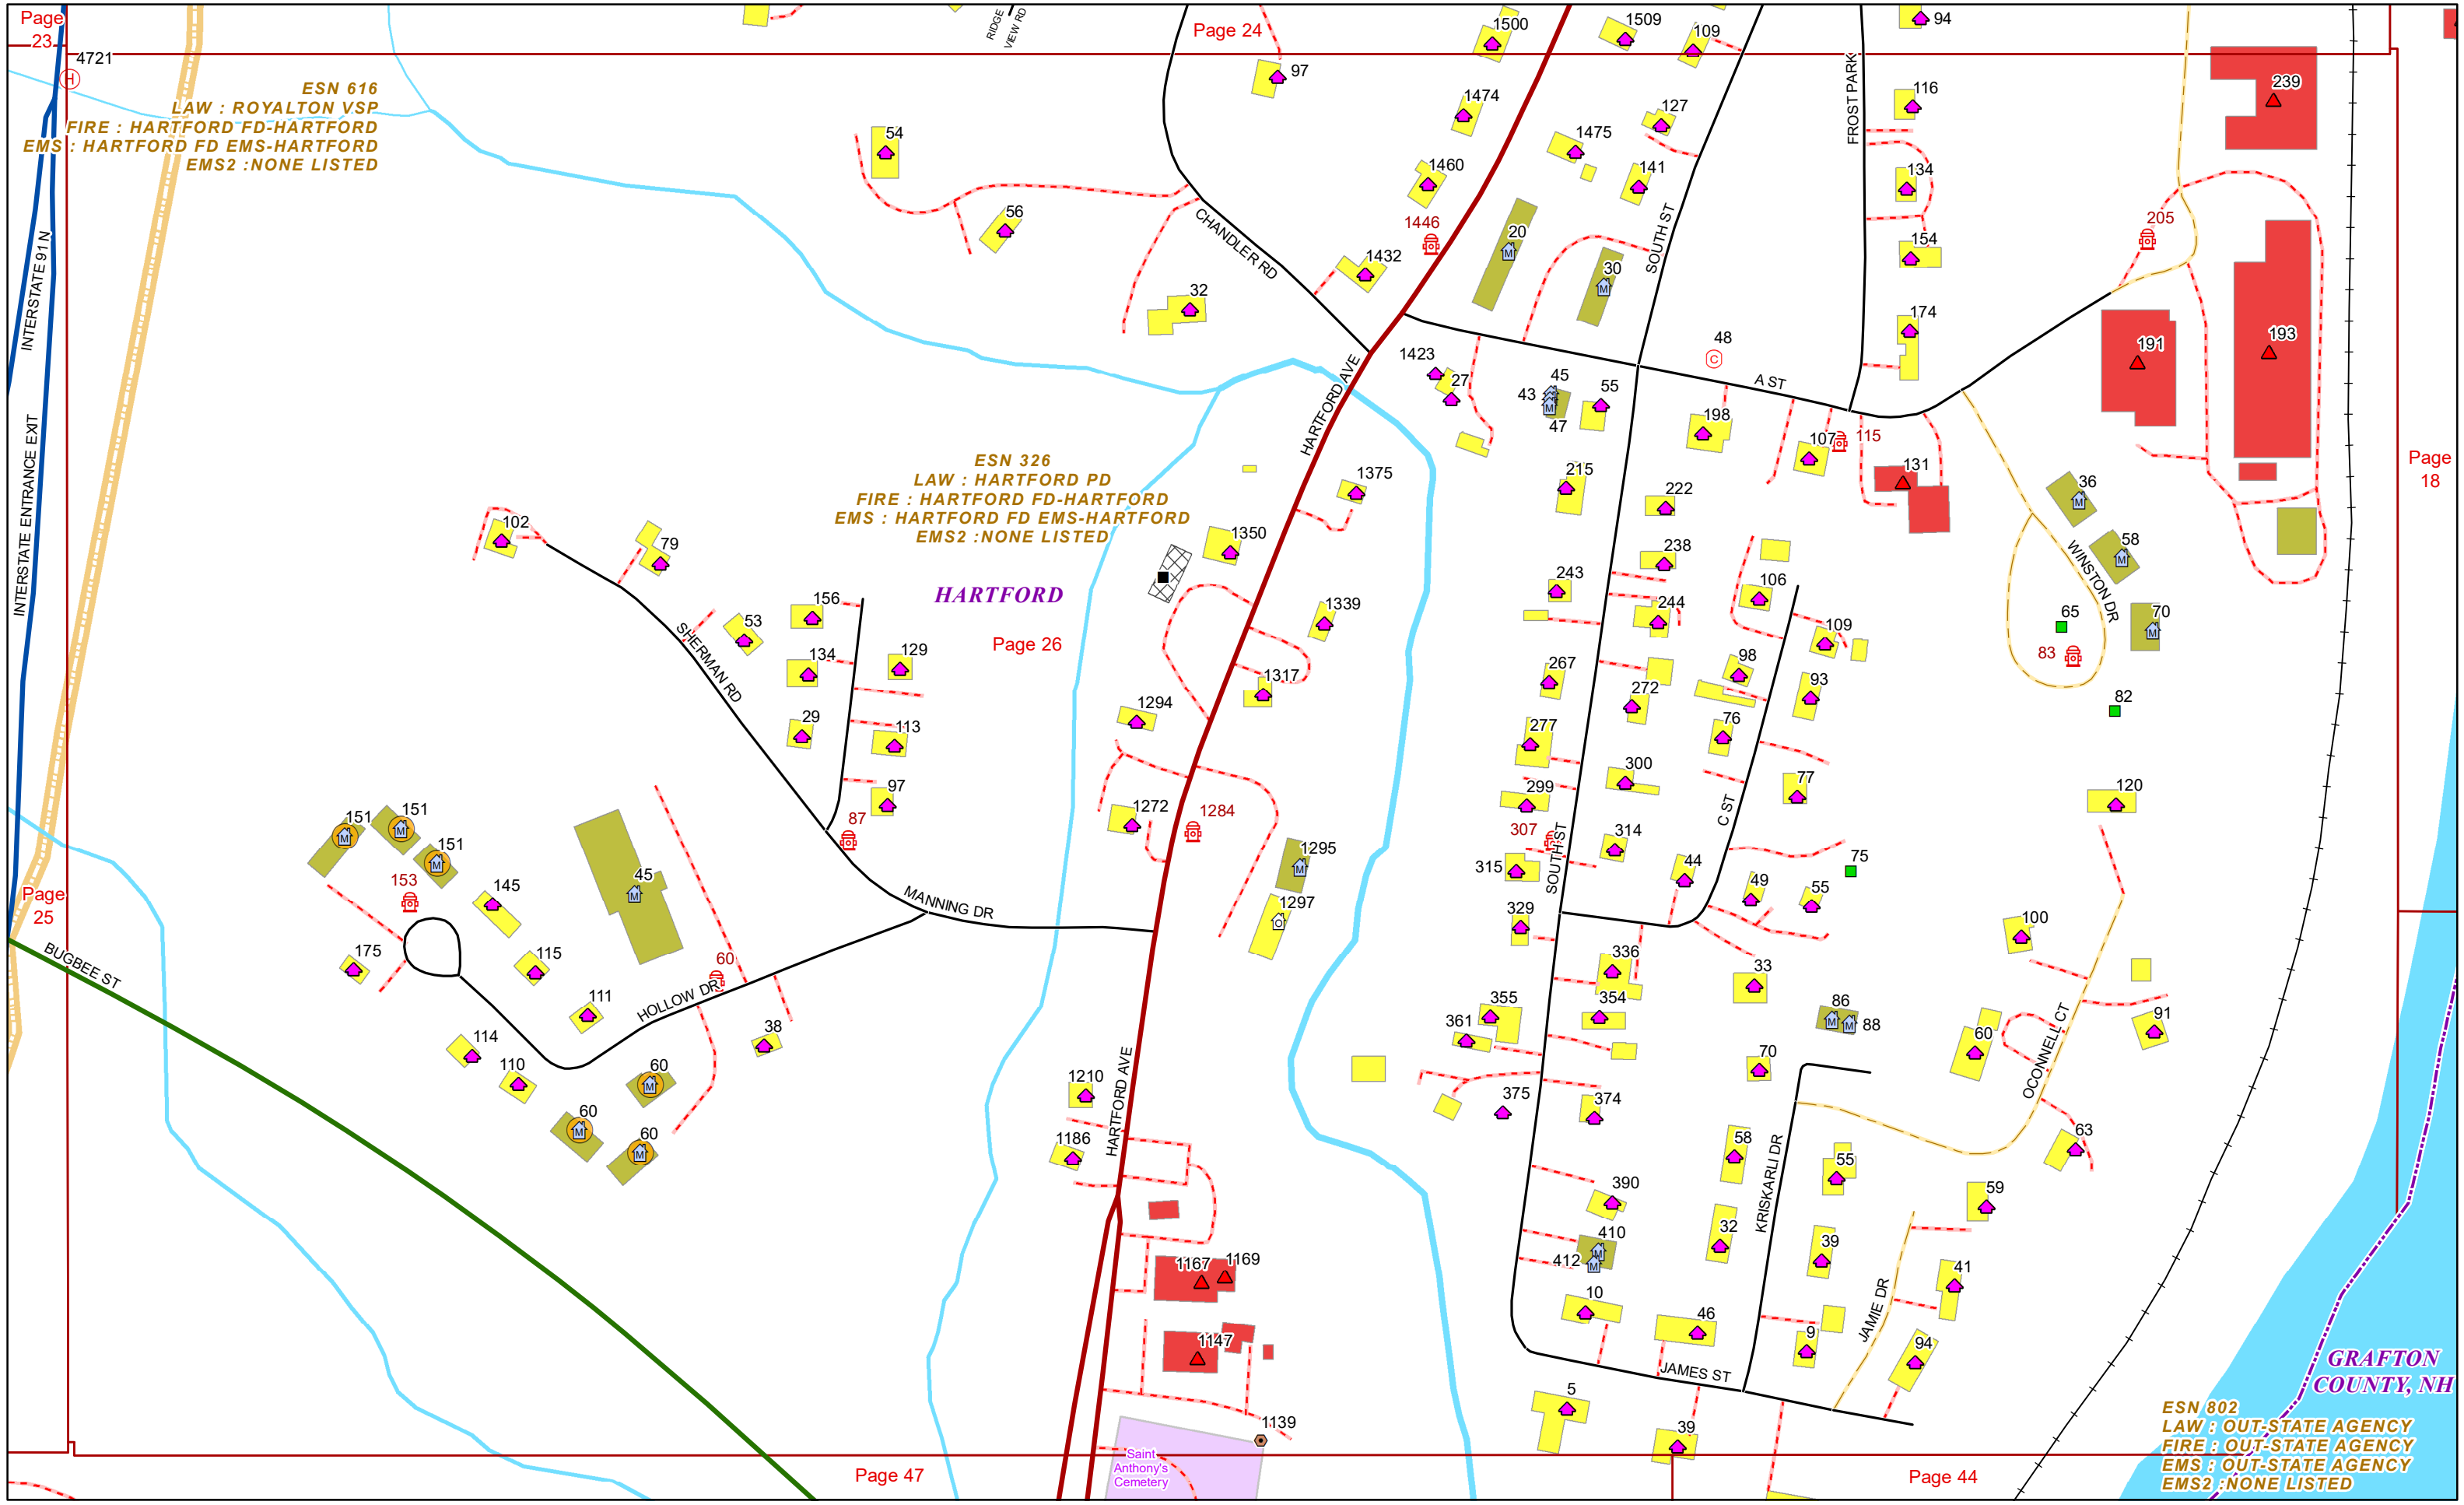 Page
23
4721
ESN 616
LAW : ROYALTON VSP
FIRE : HARTFORD FD-HARTFORD
EMS : HARTFORD FD EMS-HARTFORD
EMS2 :NONE LISTED
INTERSTATE 91 N
INTERSTATE ENTRANCE EXIT
RIDGE
VIEW RD
Page 24
97
54
56
32
CHANDLER RD
1500
1509
109
1474
1475
127
1460
141
1446
1432
20
30
SOUTH ST
FROST PARK
94
116
134
154
174
239
205
191
193
48
A ST
1423
27
45
43
47
55
198
107
115
131
HARTFORD AVE
ESN 326
LAW : HARTFORD PD
FIRE : HARTFORD FD-HARTFORD
EMS : HARTFORD FD EMS-HARTFORD
EMS2 :NONE LISTED
HARTFORD
Page 26
1375
1350
1339
1317
1294
1272
1284
1295
1297
215
222
238
243
244
267
272
277
300
299
307
314
315
329
SOUTH ST
106
109
98
93
76
77
C ST
44
49
55
75
36
58
70
WINSTON DR
65
83
82
120
Page
18
102
79
53
156
134
129
29
113
97
87
SHERMAN RD
MANNING DR
151
151
151
153
145
45
175
115
111
60
HOLLOW DR
114
110
38
60
60
60
Page
25
BUGBEE ST
336
33
354
355
361
86
88
70
375
374
58
55
390
32
39
410
412
10
46
9
KRISKARLI DR
JAMIE DR
JAMES ST
5
39
94
41
59
63
60
91
100
OCONNELL CT
1210
1186
HARTFORD AVE
1167
1169
1147
1139
Saint
Anthony's
Cemetery
Page 47
Page 44
GRAFTON
COUNTY, NH
ESN 802
LAW : OUT-STATE AGENCY
FIRE : OUT-STATE AGENCY
EMS : OUT-STATE AGENCY
EMS2 :NONE LISTED